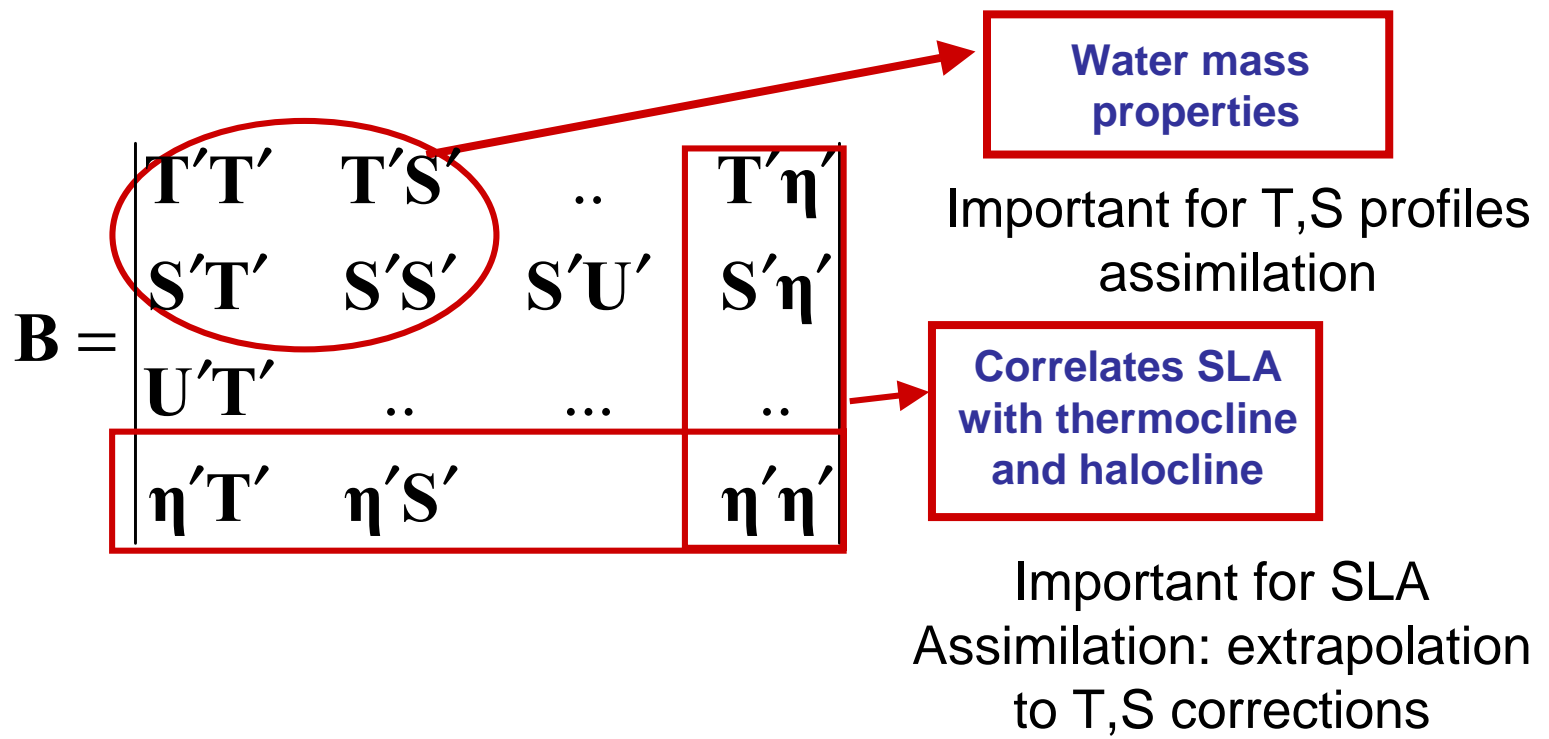 Water mass
properties
T′T′ T′S′ .. T′η′
Important for T,S profiles
assimilation
S′T′ S′S′ S′U′ S′η′
B =
U′T′ .. ... ..
η′T′ η′S′ η′η′
Correlates SLA
with thermocline
and halocline
Important for SLA
Assimilation: extrapolation
to T,S corrections